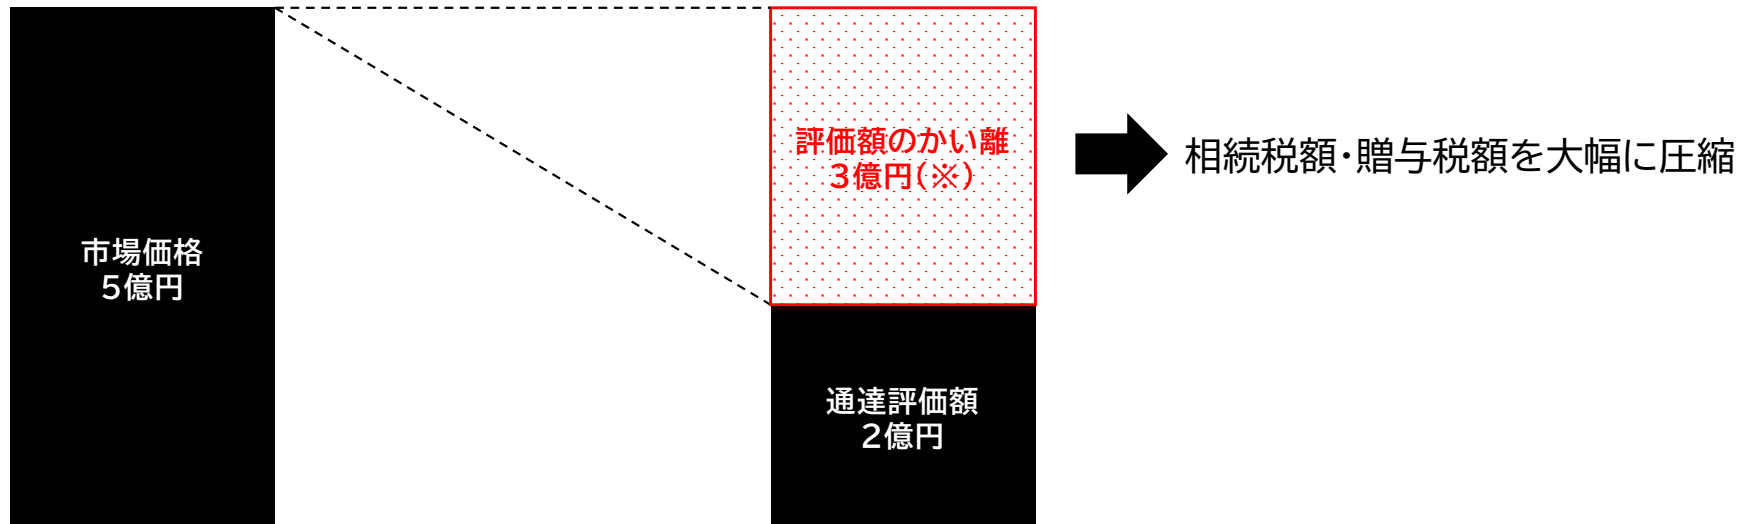 市場価格
5億円
評価額のかい離
3億円(※)
通達評価額
2億円
相続税額・贈与税額を大幅に圧縮